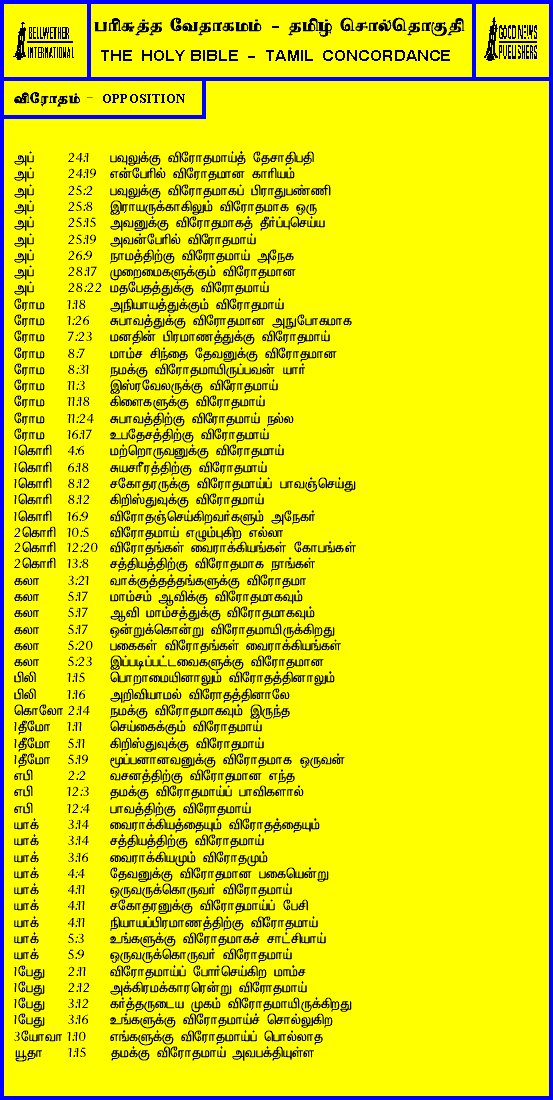 BELLWETHER
INTERNATIONAL
பரிசுத்த வேதாகமம் - தமிழ் சொல்தொகுதி
THE HOLY BIBLE - TAMIL CONCORDANCE
GOOD NEWS
PUBLISHERS
விரோதம் - OPPOSITION
அப் 24:1 பவுலுக்கு விரோதமாய்த் தேசாதிபதி
அப் 24:19 என்பேரில் விரோதமான காரியம்
அப் 25:2 பவுலுக்கு விரோதமாகப் பிராதுபண்ணி
அப் 25:8 இராயருக்காகிலும் விரோதமாக ஒரு
அப் 25:15 அவனுக்கு விரோதமாகத் தீர்ப்புசெய்ய
அப் 25:19 அவன்பேரில் விரோதமாய்
அப் 26:9 நாமத்திற்கு விரோதமாய் அநேக
அப் 28:17 முறைமைகளுக்கும் விரோதமான
அப் 28:22 மதபேதத்துக்கு விரோதமாய்
ரோம 1:18 அநியாயத்துக்கும் விரோதமாய்
ரோம 1:26 சுபாவத்துக்கு விரோதமான அநுபோகமாக
ரோம 7:23 மனதின் பிரமாணத்துக்கு விரோதமாய்
ரோம 8:7 மாம்ச சிந்தை தேவனுக்கு விரோதமான
ரோம 8:31 நமக்கு விரோதமாயிருப்பவன் யார்
ரோம 11:3 இஸ்ரவேலருக்கு விரோதமாய்
ரோம 11:18 கிளைகளுக்கு விரோதமாய்
ரோம 11:24 சுபாவத்திற்கு விரோதமாய் நல்ல
ரோம 16:17 உபதேசத்திற்கு விரோதமாய்
1கொரி 4:6 மற்றொருவனுக்கு விரோதமாய்
1கொரி 6:18 சுயசரீரத்திற்கு விரோதமாய்
1கொரி 8:12 சகோதரருக்கு விரோதமாய்ப் பாவஞ்செய்து
1கொரி 8:12 கிறிஸ்துவுக்கு விரோதமாய்
1கொரி 16:9 விரோதஞ்செய்கிறவர்களும் அநேகர்
2கொரி 10:5 விரோதமாய் எழும்புகிற எல்லா
2கொரி 12:20 விரோதங்கள் வைராக்கியங்கள் கோபங்கள்
2கொரி 13:8 சத்தியத்திற்கு விரோதமாக நாங்கள்
கலா 3:21 வாக்குத்தத்தங்களுக்கு விரோதமா
கலா 5:17 மாம்சம் ஆவிக்கு விரோதமாகவும்
கலா 5:17 ஆவி மாம்சத்துக்கு விரோதமாகவும்
கலா 5:17 ஒன்றுக்கொன்று விரோதமாயிருக்கிறது
கலா 5:20 பகைகள் விரோதங்கள் வைராக்கியங்கள்
கலா 5:23 இப்படிப்பட்டவைகளுக்கு விரோதமான
பிலி 1:15 பொறாமையினாலும் விரோதத்தினாலும்
பிலி 1:16 அறிவியாமல் விரோதத்தினாலே
கொலோ 2:14 நமக்கு விரோதமாகவும் இருந்த
1தீமோ 1:11 செய்கைக்கும் விரோதமாய்
1தீமோ 5:11 கிறிஸ்துவுக்கு விரோதமாய்
1தீமோ 5:19 மூப்பனானவனுக்கு விரோதமாக ஒருவன்
எபி 2:2 வசனத்திற்கு விரோதமான எந்த
எபி 12:3 தமக்கு விரோதமாய்ப் பாவிகளால்
எபி 12:4 பாவத்திற்கு விரோதமாய்
யாக் 3:14 வைராக்கியத்தையும் விரோதத்தையும்
யாக் 3:14 சத்தியத்திற்கு விரோதமாய்
யாக் 3:16 வைராக்கியமும் விரோதமும்
யாக் 4:4 தேவனுக்கு விரோதமான பகையென்று
யாக் 4:11 ஒருவருக்கொருவர் விரோதமாய்
யாக் 4:11 சகோதரனுக்கு விரோதமாய்ப் பேசி
யாக் 4:11 நியாயப்பிரமாணத்திற்கு விரோதமாய்
யாக் 5:3 உங்களுக்கு விரோதமாகச் சாட்சியாய்
யாக் 5:9 ஒருவருக்கொருவர் விரோதமாய்
1பேது 2:11 விரோதமாய்ப் போர்செய்கிற மாம்ச
1பேது 2:12 அக்கிரமக்காரரென்று விரோதமாய்
1பேது 3:12 கர்த்தருடைய முகம் விரோதமாயிருக்கிறது
1பேது 3:16 உங்களுக்கு விரோதமாய்ச் சொல்லுகிற
3யோவா 1:10 எங்களுக்கு விரோதமாய்ப் பொல்லாத
யூதா 1:15 தமக்கு விரோதமாய் அவபக்தியுள்ள